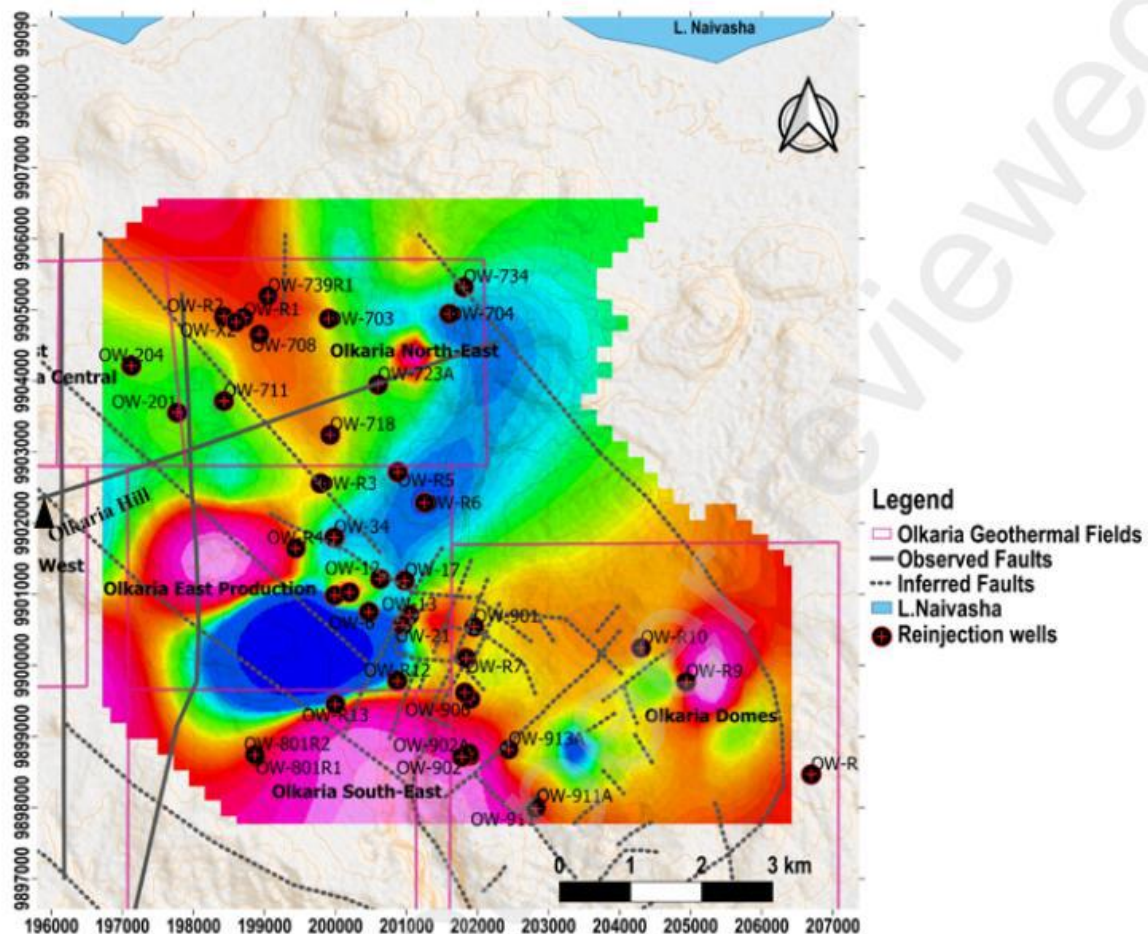 L. Naivasha
99090
9908000
9907000
9906000
9905000
9904000
9903000
9902000
9901000
9900000
9899000
9898000
9897000
OW-734
OW-739R1
OW-R2
OW-R1
OW-703
OW-704
OW-X2
OW-708
Olkaria North-East
st
OW-204
a Central
OW-723A
OW-711
OW-201
OW-718
OW-R3
OW-R5
OW-R6
Olkaria Hill
OW-34
OW-R4
West
OW-12
OW-17
Olkaria East Production
OW-13
OW-6
OW-21
OW-901
OW-R10
OW-R12
OW-R7
OW-R9
OW-R13
OW-906
Olkaria Domes
OW-801R2
OW-902A
OW-913A
OW-801R1
OW-902
OW-R
Olkaria South-East
OW-911A
OW-911
0 1 2 3 km
196000 197000 198000 199000 200000 201000 202000 203000 204000 205000 206000 207000
Legend
Olkaria Geothermal Fields
Observed Faults
Inferred Faults
L.Naivasha
Reinjection wells